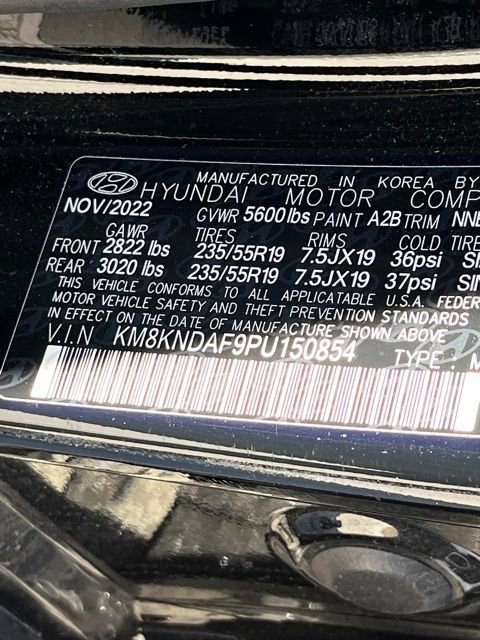 MANUFACTURED IN KOREA BY
HYUNDAI MOTOR COMP
NOV/2022 GVWR 5600lbs PAINT A2B TRIM NNB
GAWR TIRES RIMS COLD TIRE
FRONT 2822 lbs 235/55R19 7.5JX19 36psi
REAR 3020 lbs 235/55R19 7.5JX19 37psi SIN
THIS VEHICLE CONFORMS TO ALL APPLICABLE U.S.A. FEDER
MOTOR VEHICLE SAFETY AND THEFT PREVENTION STANDARDS
IN EFFECT ON THE DATE OF MANUFACTURE SHOWN ABOVE
V.I.N KM8KNDAF9PU150854 TYPE : M